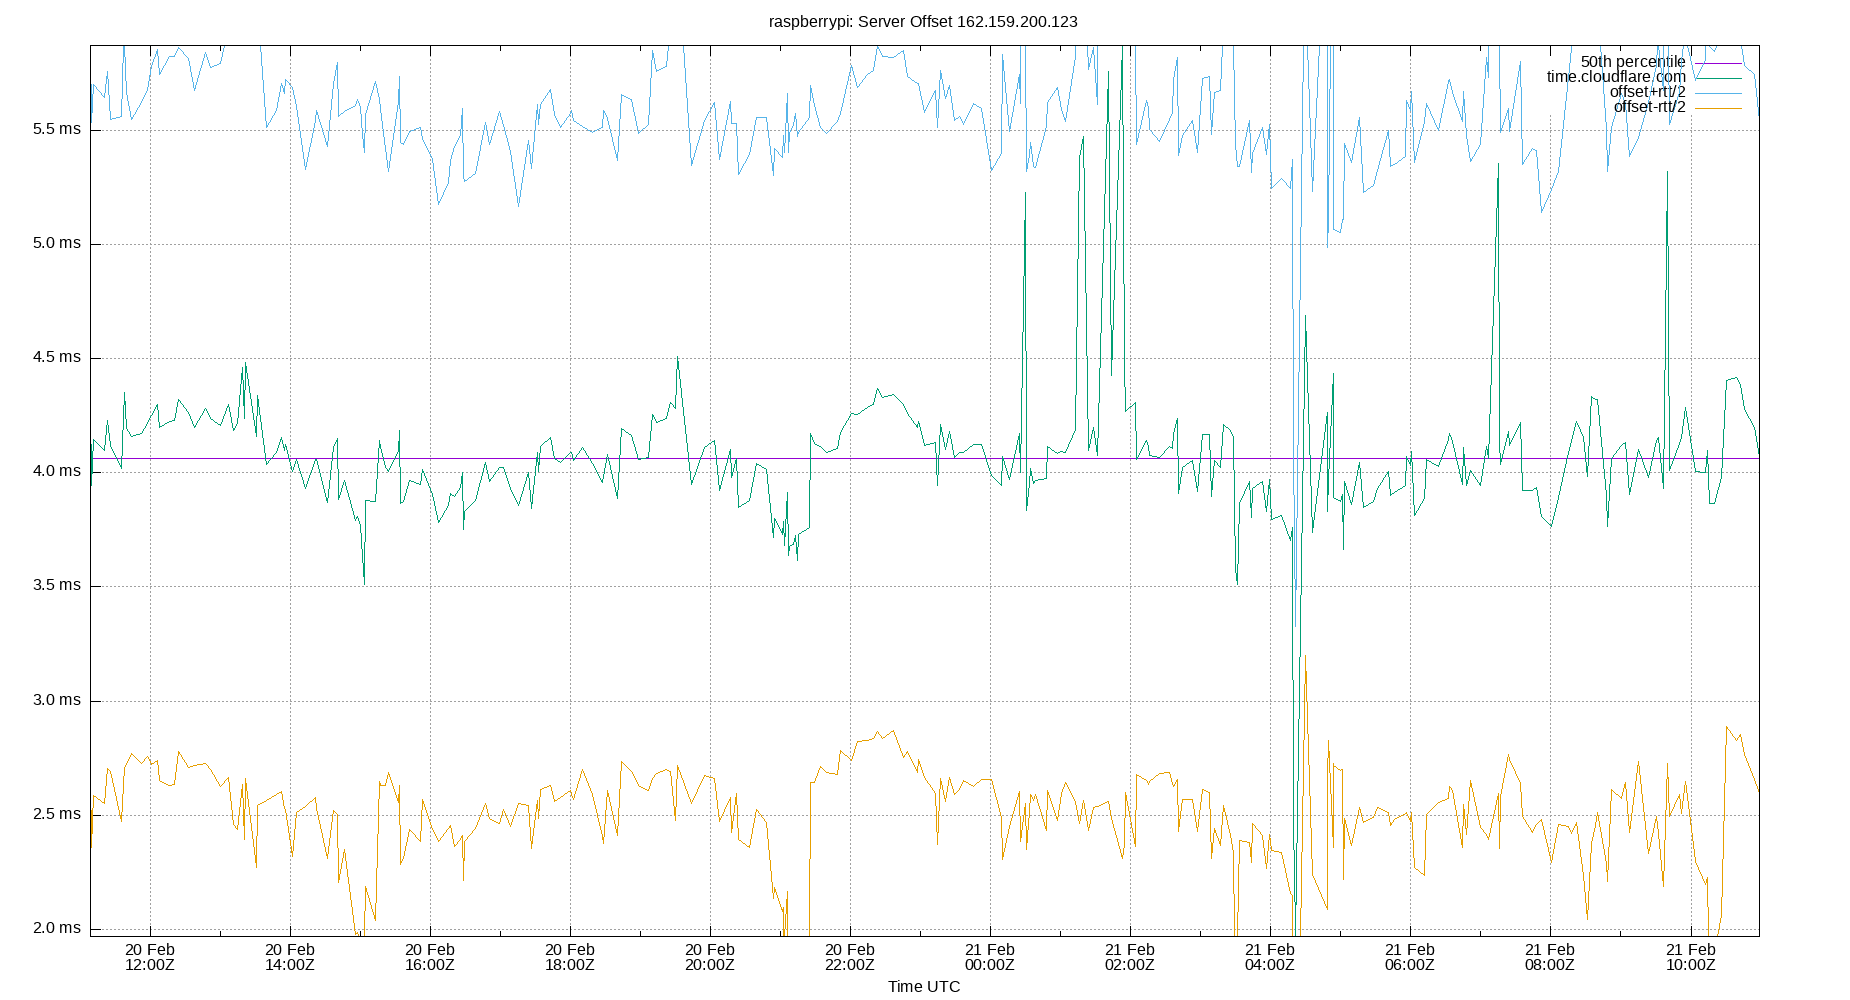 raspberrypi: Server Offset 162.159.200.123
50th percentile
time.cloudflare.com
offset+rtt/2
offset-rtt/2
5.5 ms
5.0 ms
4.5 ms
4.0 ms
3.5 ms
3.0 ms
2.5 ms
2.0 ms
20 Feb 20 Feb 20 Feb 20 Feb 20 Feb 20 Feb 21 Feb 21 Feb 21 Feb 21 Feb 21 Feb 21 Feb
12:00Z 14:00Z 16:00Z 18:00Z 20:00Z 22:00Z 00:00Z 02:00Z 04:00Z 06:00Z 08:00Z 10:00Z
Time UTC